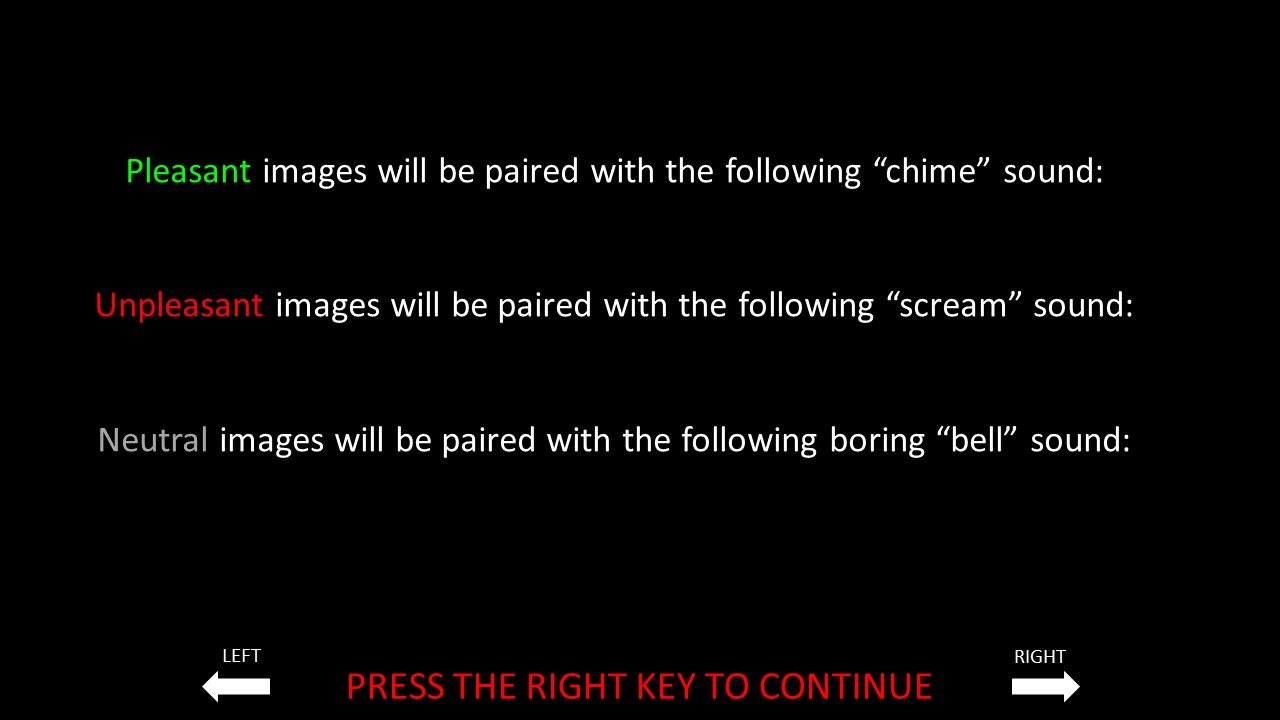 Pleasant images will be paired with the following “chime” sound:
Unpleasant images will be paired with the following “scream” sound:
Neutral images will be paired with the following boring “bell” sound:
LEFT
RIGHT
PRESS THE RIGHT KEY TO CONTINUE